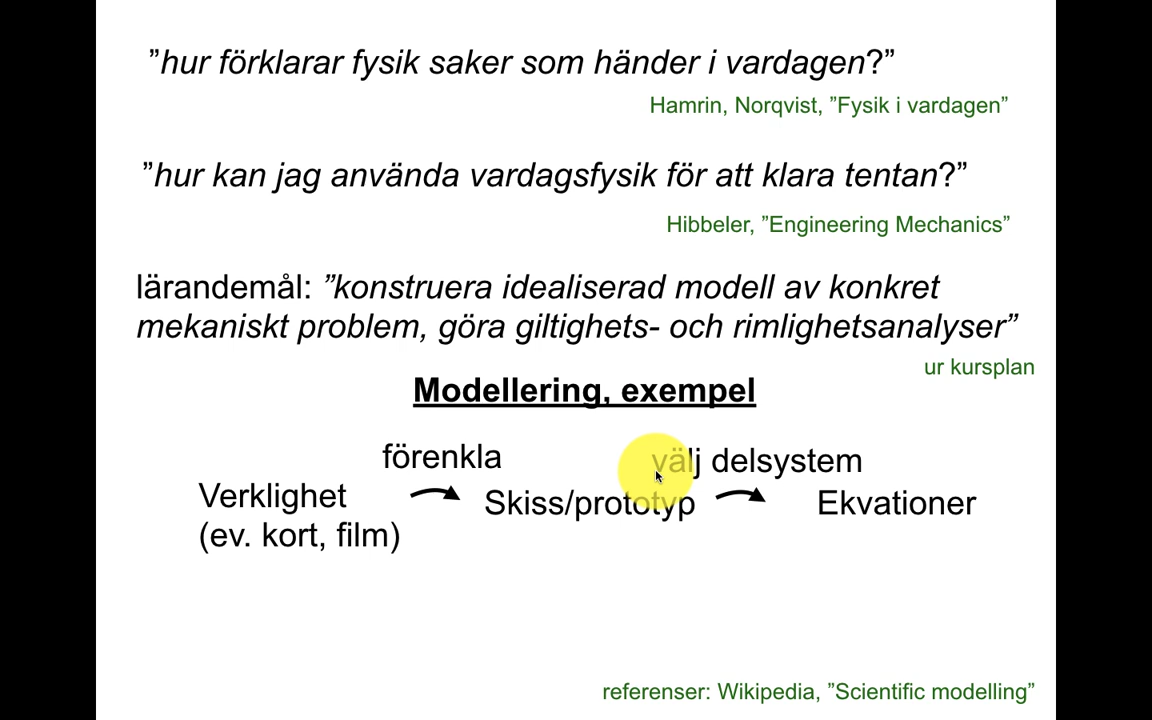 ”hur förklarar fysik saker som händer i vardagen?”
Hamrin, Norqvist, ”Fysik i vardagen”
”hur kan jag använda vardagsfysik för att klara tentan?”
Hibbeler, ”Engineering Mechanics”
lärandemål: ”konstruera idealiserad modell av konkret
mekaniskt problem, göra giltighets- och rimlighetsanalyser”
ur kursplan
Modellering, exempel
förenkla
välj delsystem
Verklighet
Skiss/prototyp
Ekvationer
(ev. kort, film)
referenser: Wikipedia, ”Scientific modelling”